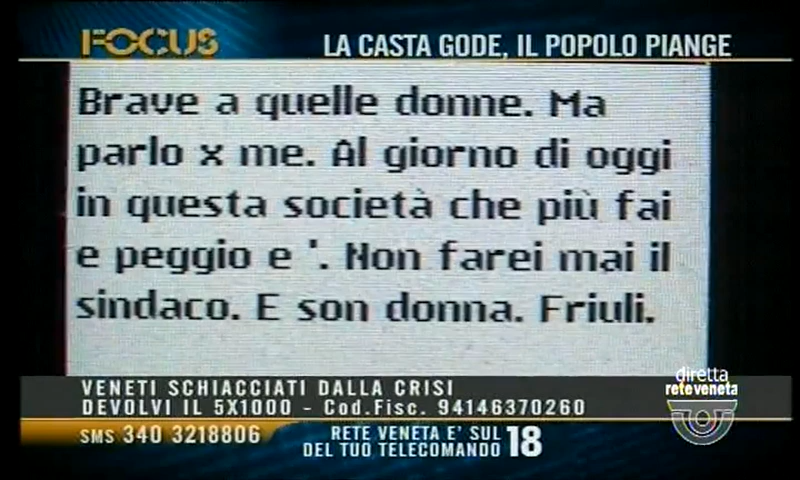 FOCUS
LA CASTA GODE, IL POPOLO PIANGE
Brave a quelle donne. Ma
parlo x me. Al giorno di oggi
in questa società che più fai
e peggio e '. Non farei mai il
sindaco. E son donna. Friuli.
diretta
reteveneta
VENETI SCHIACCIATI DALLA CRISI
DEVOLVI IL 5X1000 - Cod.Fisc. 94146370260
SMS 340 3218806
RETE VENETA E' SUL
DEL TUO TELECOMANDO 18